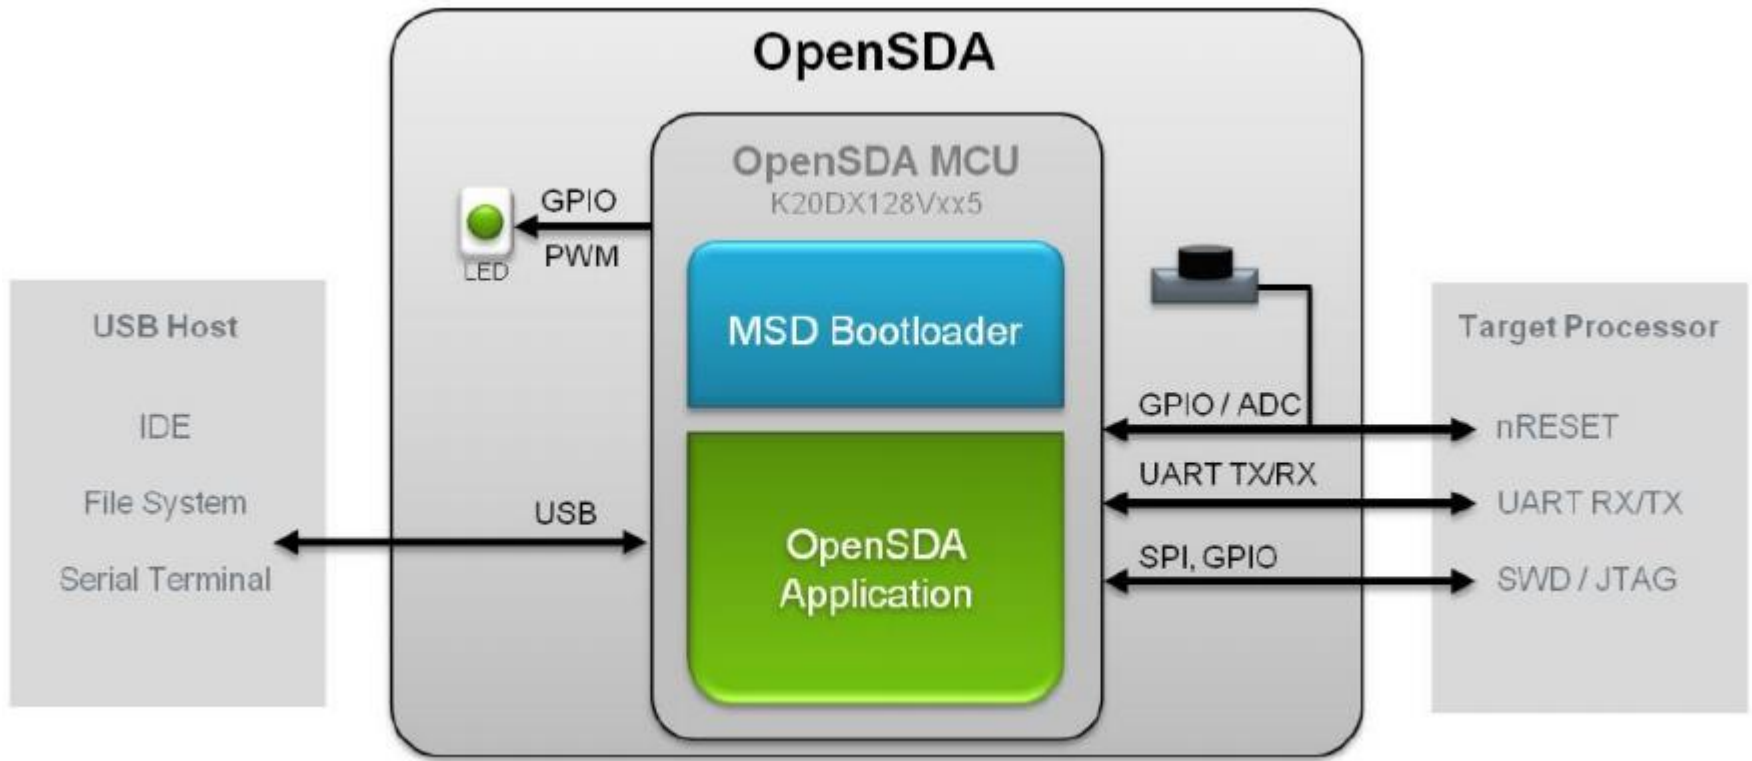 OpenSDA
OpenSDA MCU
K20DX128Vxx5
GPIO
PWM
LED
MSD Bootloader
USB Host
IDE
File System
Serial Terminal
USB
OpenSDA
Application
GPIO / ADC
UART TX/RX
SPI, GPIO
Target Processor
nRESET
UART RX/TX
SWD / JTAG